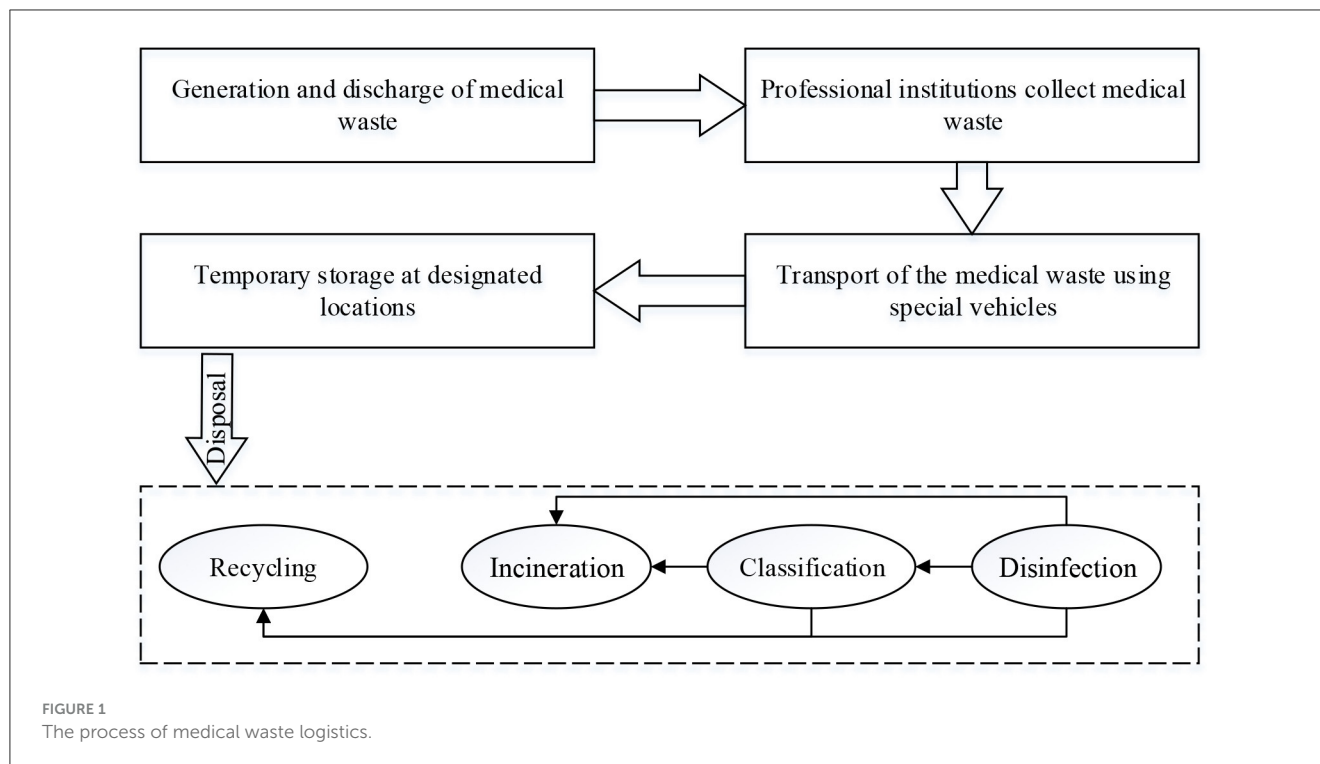 Generation and discharge of medical
waste
Professional institutions collect medical
waste
Temporary storage at designated
locations
Transport of the medical waste using
special vehicles
Disposal
Recycling
Incineration
Classification
Disinfection
FIGURE 1
The process of medical waste logistics.